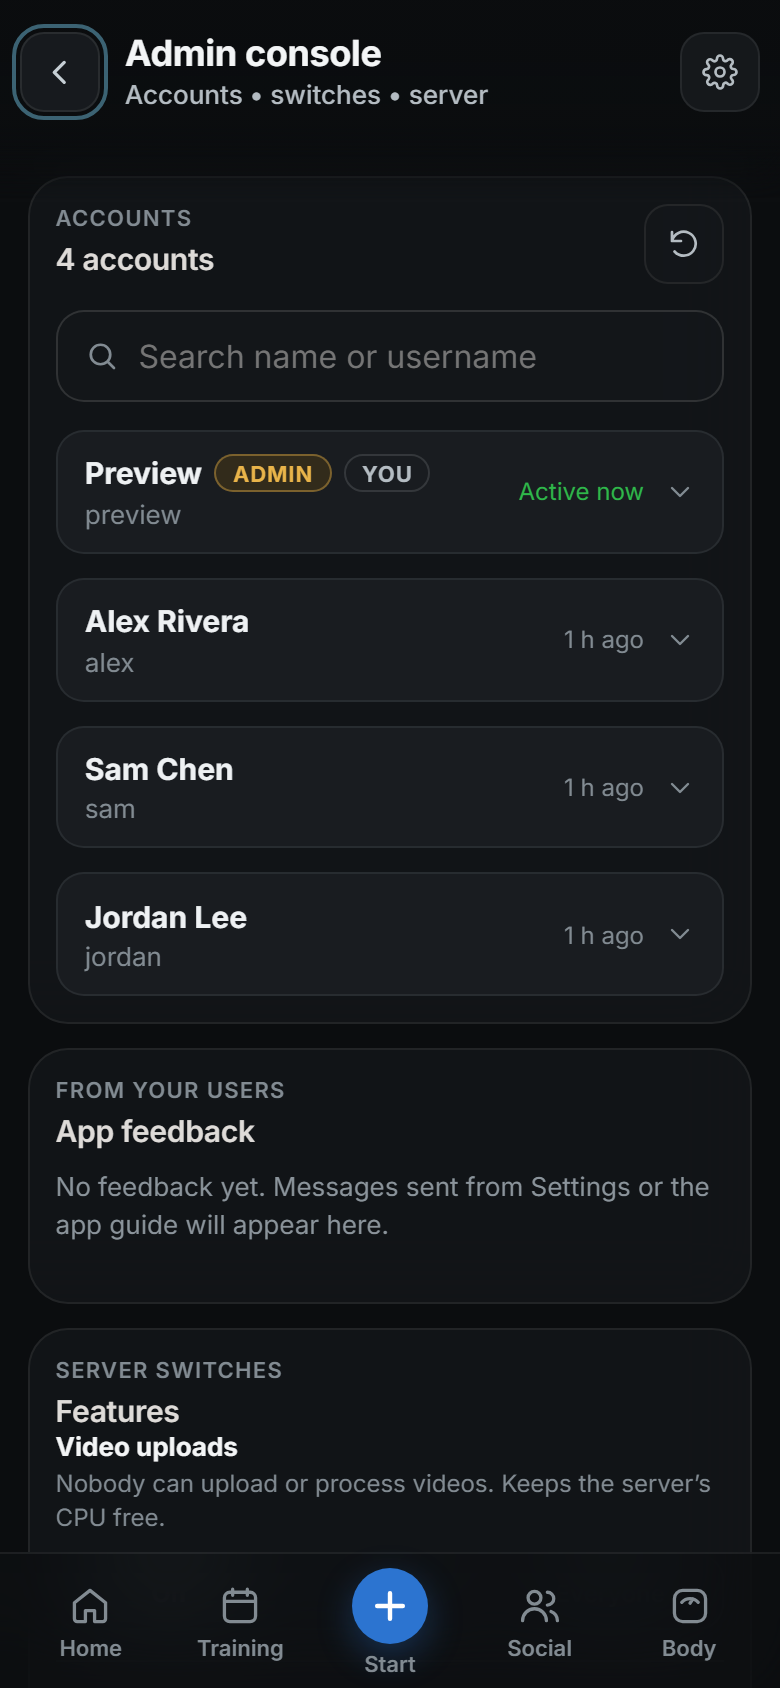 Admin console
Accounts • switches • server
ACCOUNTS
4 accounts
Search name or username
Preview ADMIN YOU
preview
Active now
Alex Rivera
alex
1 h ago
Sam Chen
sam
1 h ago
Jordan Lee
jordan
1 h ago
FROM YOUR USERS
App feedback
No feedback yet. Messages sent from Settings or the
app guide will appear here.
SERVER SWITCHES
Features
Video uploads
Nobody can upload or process videos. Keeps the server’s
CPU free.
Home
Training
Start
Social
Body